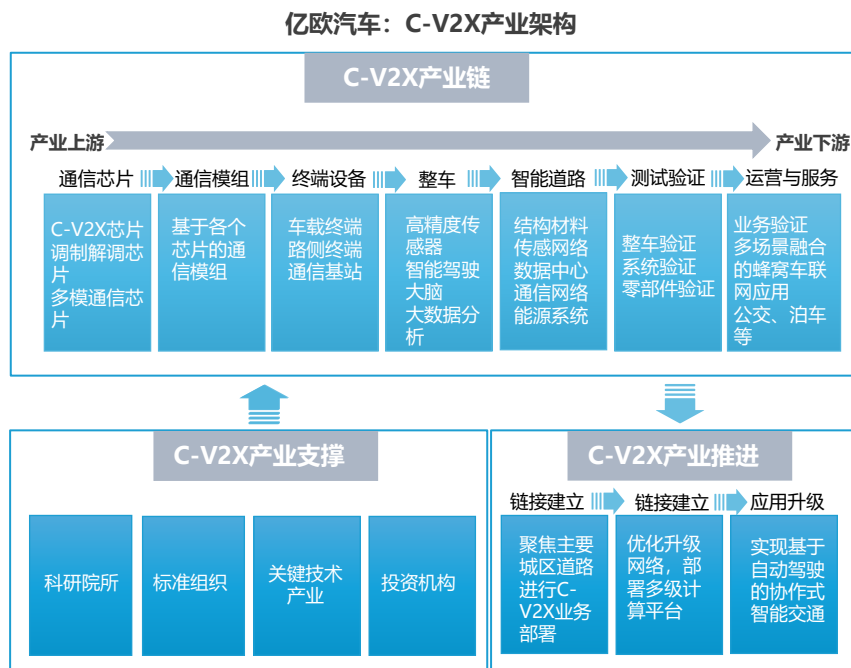 亿欧汽车：C-V2X产业架构
C-V2X产业链
产业上游
产业下游
通信芯片
通信模组
终端设备
整车
智能道路
测试验证
运营与服务
C-V2X芯片
调制解调芯
片
多模通信芯
片
基于各个
芯片的通
信模组
车载终端
路侧终端
通信基站
高精度传
感器
智能驾驶
大脑
大数据分
析
结构材料
传感网络
数据中心
通信网络
能源系统
整车验证
系统验证
零部件验证
业务验证
多场景融合
的蜂窝车联
网应用
公交、泊车
等
C-V2X产业支撑
科研院所
标准组织
关键技术
产业
投资机构
C-V2X产业推进
链接建立
链接建立
应用升级
聚焦主要
城区道路
进行C-
V2X业务
部署
优化升级
网络，部
署多级计
算平台
实现基于
自动驾驶
的协作式
智能交通